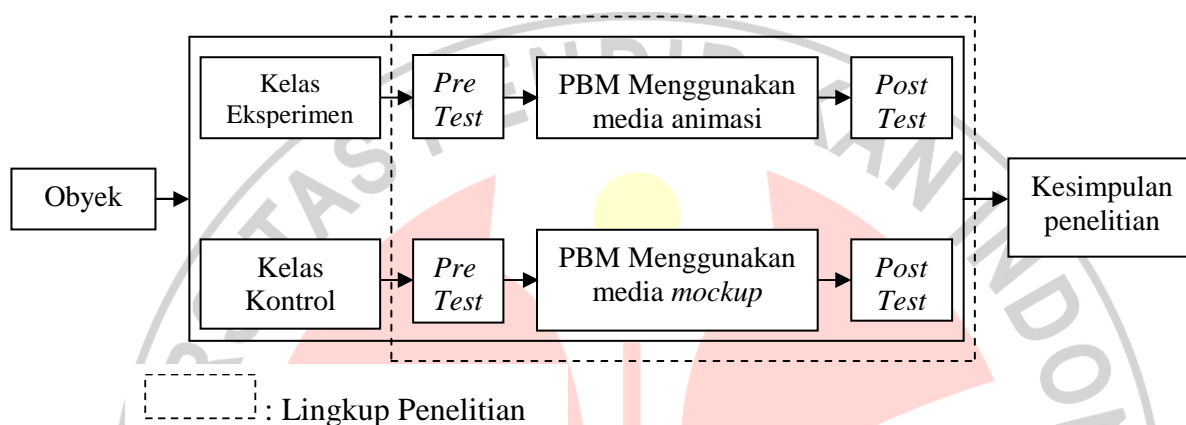 Kelas
Eksperimen
Pre
Test
PBM Menggunakan
media animasi
Post
Test
Obyek
Kesimpulan
penelitian
Kelas
Kontrol
Pre
Test
PBM Menggunakan
media mockup
Post
Test
: Lingkup Penelitian